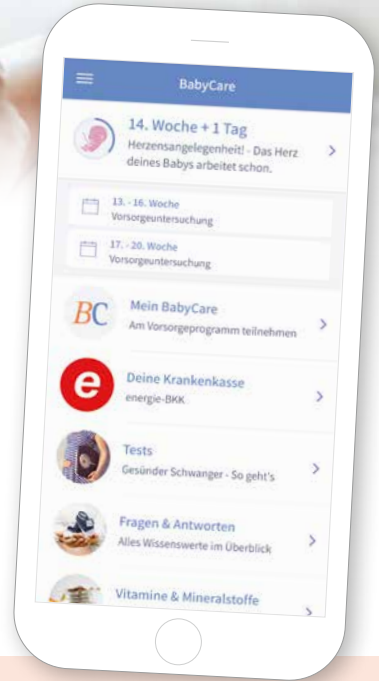 BabyCare
14. Woche + 1 Tag
Herzensangelegenheit! - Das Herz
deines Babys arbeitet schon.
13. - 16. Woche
Vorsorgeuntersuchung
17. - 20. Woche
Vorsorgeuntersuchung
BC
Mein BabyCare
Am Vorsorgeprogramm teilnehmen
e
Deine Krankenkasse
energie-BKK
Tests
Gesünder Schwanger - So geht's
Fragen & Antworten
Alles Wissenswerte im Überblick
Vitamine & Mineralstoffe